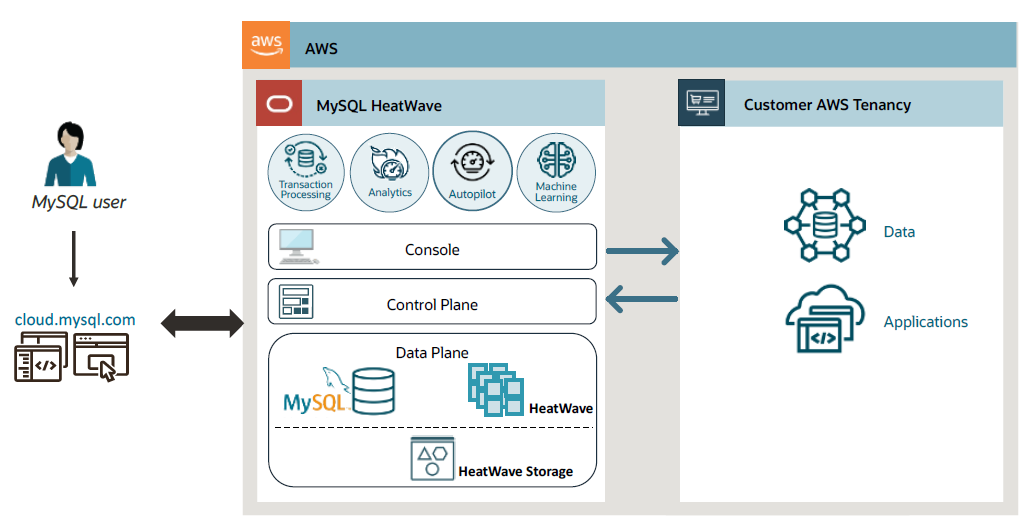 aws
AWS
MySQL HeatWave
Customer AWS Tenancy
Transaction
Processing
Analytics
Autopilot
Machine
Learning
MySQL user
Console
Data
cloud.mysql.com
Control Plane
Applications
Data Plane
MySQL
HeatWave
HeatWave Storage